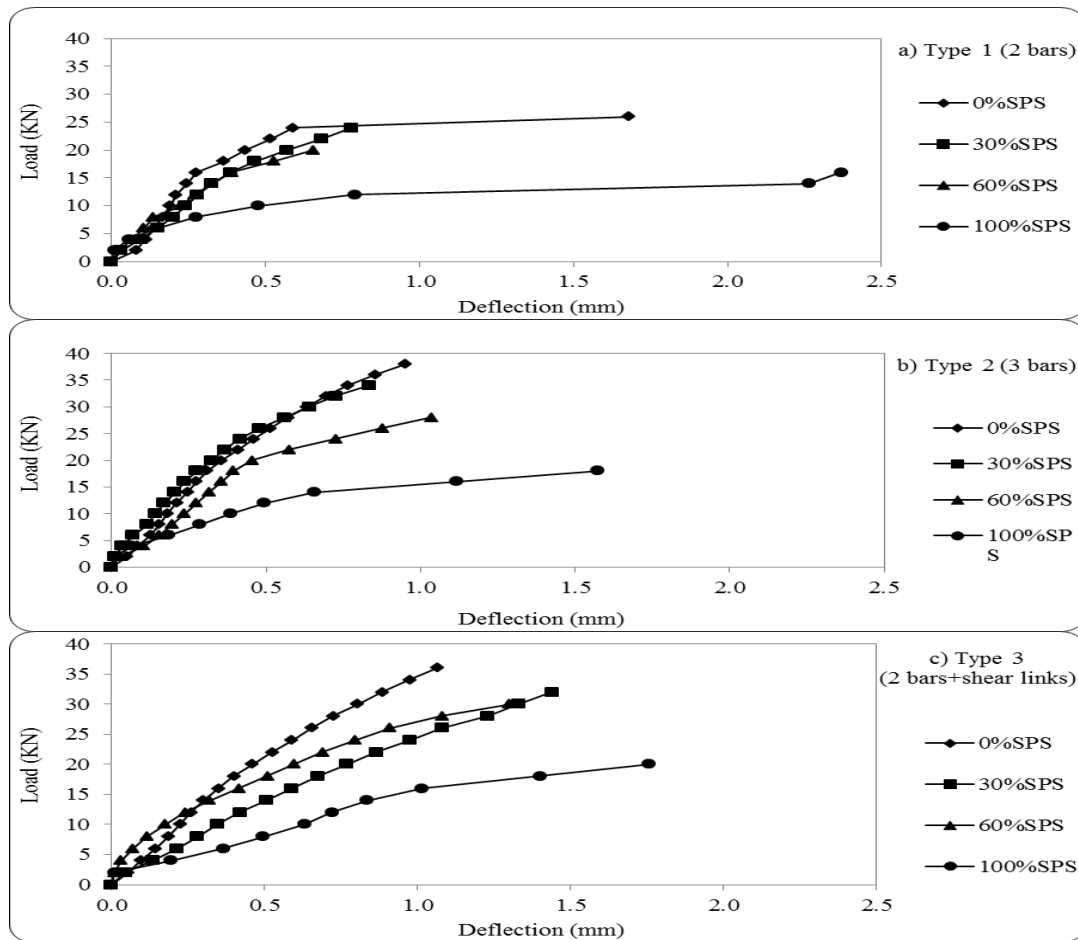 40
35
30
25
20
15
10
5
0
Load (KN)
0.0 0.5 1.0 1.5 2.0 2.5
Deflection (mm)
a) Type 1 (2 bars)
0%SPS
30%SPS
60%SPS
100%SPS
40
35
30
25
20
15
10
5
0
Load (KN)
0.0 0.5 1.0 1.5 2.0 2.5
Deflection (mm)
b) Type 2 (3 bars)
0%SPS
30%SPS
60%SPS
100%SP
S
40
35
30
25
20
15
10
5
0
Load (KN)
0.0 0.5 1.0 1.5 2.0 2.5
Deflection (mm)
c) Type 3
(2 bars+shear links)
0%SPS
30%SPS
60%SPS
100%SPS